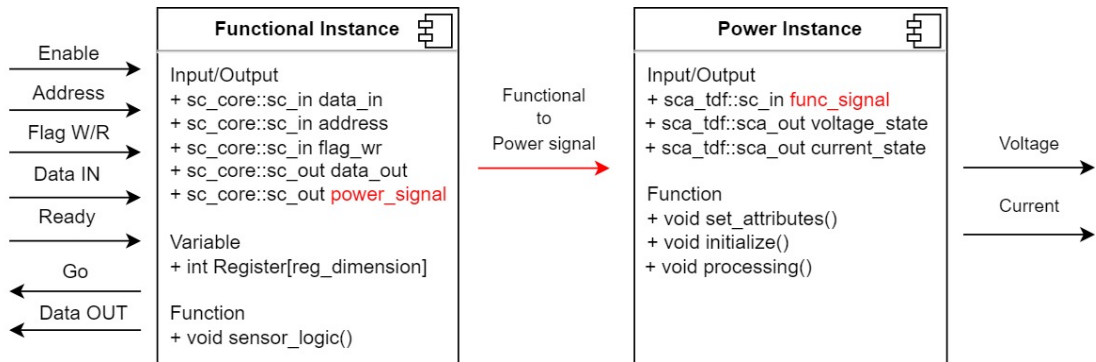 Enable
Address
Flag W/R
Data IN
Ready
Go
Data OUT
Functional Instance
Input/Output
+ sc_core::sc_in data_in
+ sc_core::sc_in address
+ sc_core::sc_in flag_wr
+ sc_core::sc_out data_out
+ sc_core::sc_out power_signal
Variable
+ int Register[reg_dimension]
Function
+ void sensor_logic()
Functional
to
Power signal
Power Instance
Input/Output
+ sca_tdf::sc_in func_signal
+ sca_tdf::sca_out voltage_state
+ sca_tdf::sca_out current_state
Function
+ void set_attributes()
+ void initialize()
+ void processing()
Voltage
Current